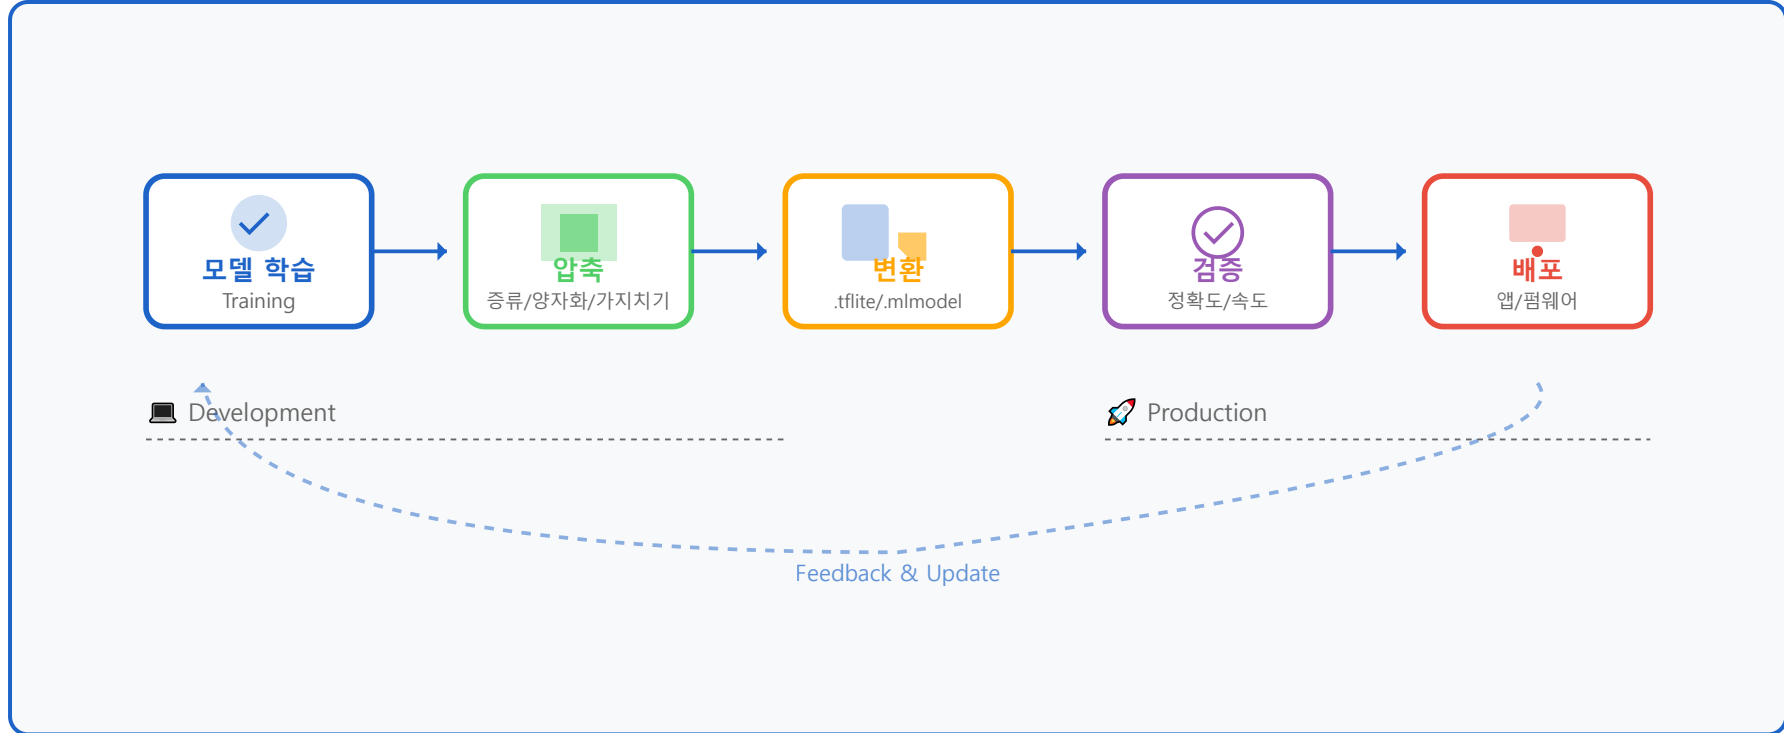 모델 학습
Training
압축
증류/양자화/가지치기
변환
.tflite/.mlmodel
검증
정확도/속도
배포
앱/펌웨어
Development
Production
Feedback & Update